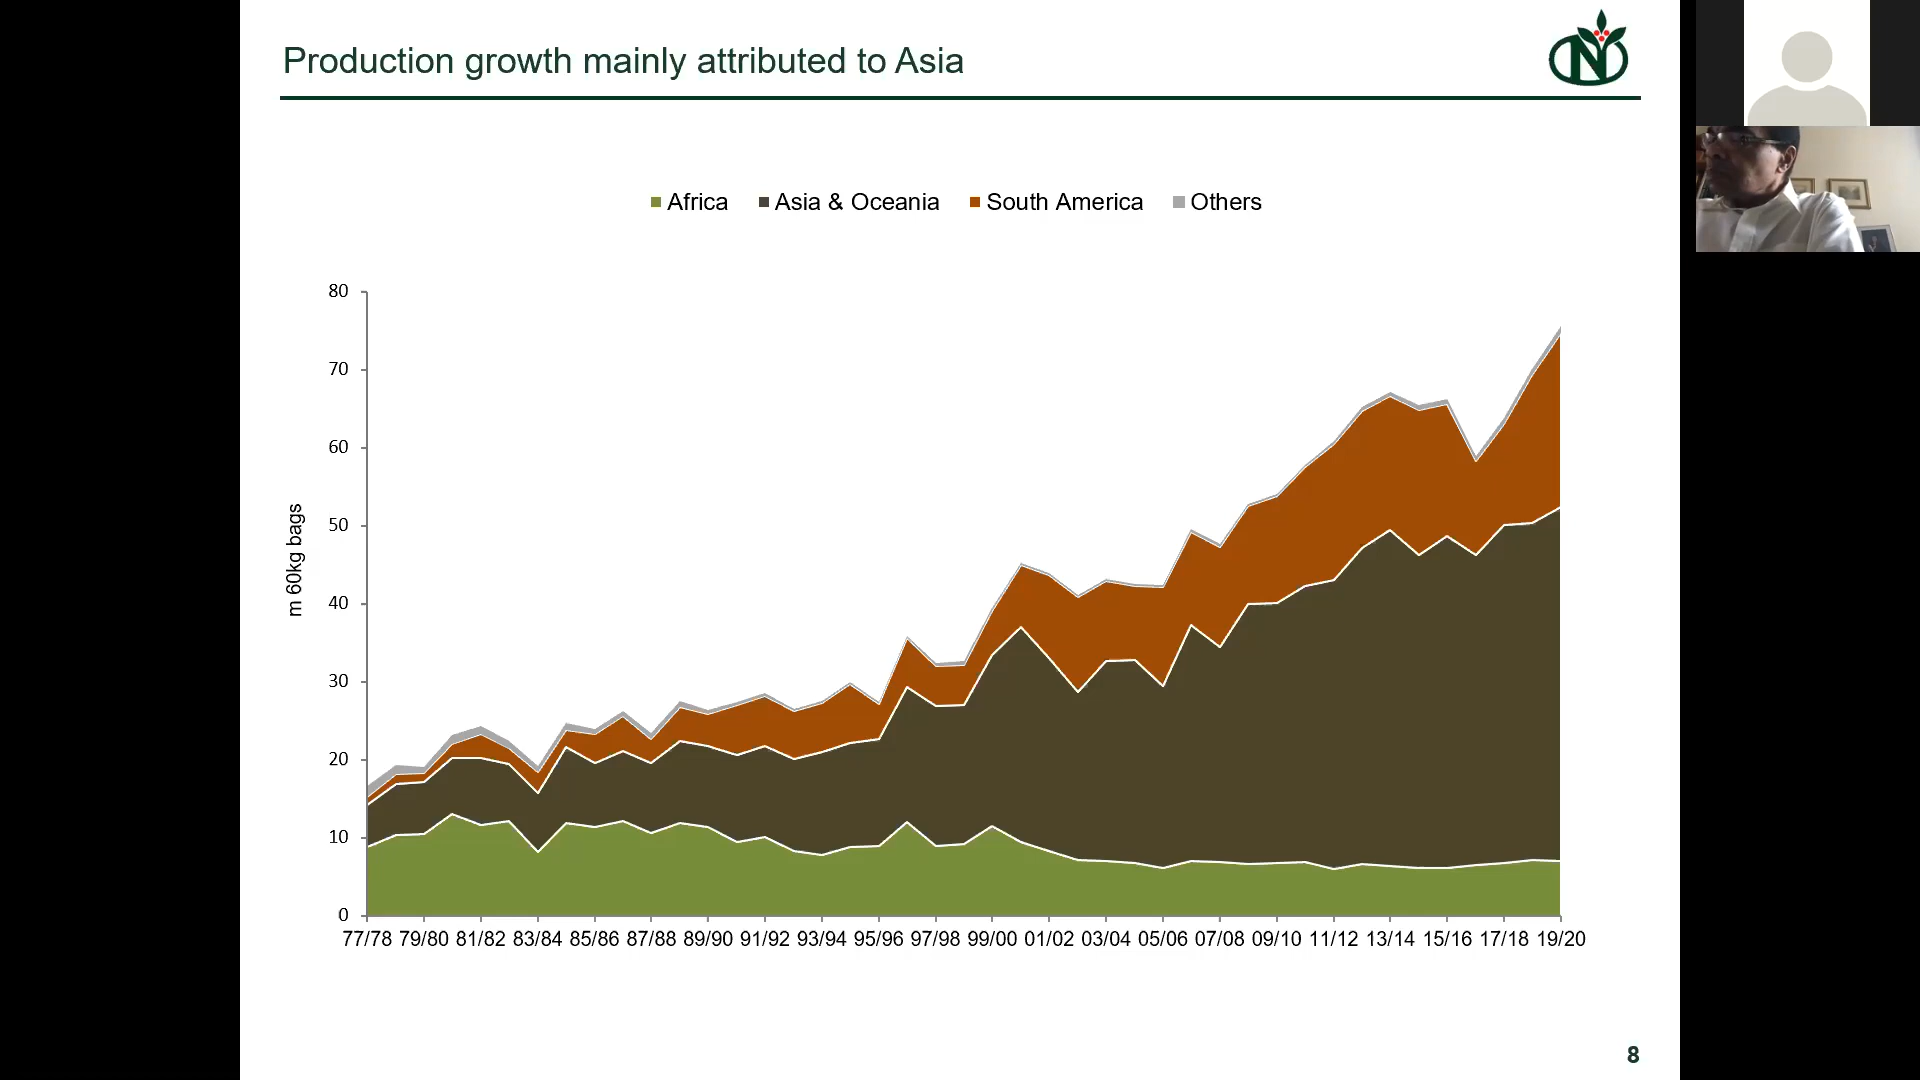 Production growth mainly attributed to Asia
N
Africa Asia & Oceania South America Others
80
70
60
50
40
30
20
10
0
m 60kg bags
77/78 79/80 81/82 83/84 85/86 87/88 89/90 91/92 93/94 95/96 97/98 99/00 01/02 03/04 05/06 07/08 09/10 11/12 13/14 15/16 17/18 19/20
8